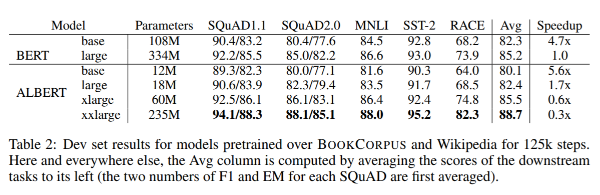 Model Parameters SQuAD1.1 SQuAD2.0 MNLI SST-2 RACE Avg Speedup
base 108M 90.4/83.2 80.4/77.6 84.5 92.8 68.2 82.3 4.7x
BERT large 334M 92.2/85.5 85.0/82.2 86.6 93.0 73.9 85.2 1.0
base 12M 89.3/82.3 80.0/77.1 81.6 90.3 64.0 80.1 5.6x
ALBERT large 18M 90.6/83.9 82.3/79.4 83.5 91.7 68.5 82.4 1.7x
xlarge 60M 92.5/86.1 86.1/83.1 86.4 92.4 74.8 85.5 0.6x
xxlarge 235M 94.1/88.3 88.1/85.1 88.0 95.2 82.3 88.7 0.3x
Table 2: Dev set results for models pretrained over BOOKCORPUS and Wikipedia for 125k steps.
Here and everywhere else, the Avg column is computed by averaging the scores of the downstream
tasks to its left (the two numbers of F1 and EM for each SQuAD are first averaged).